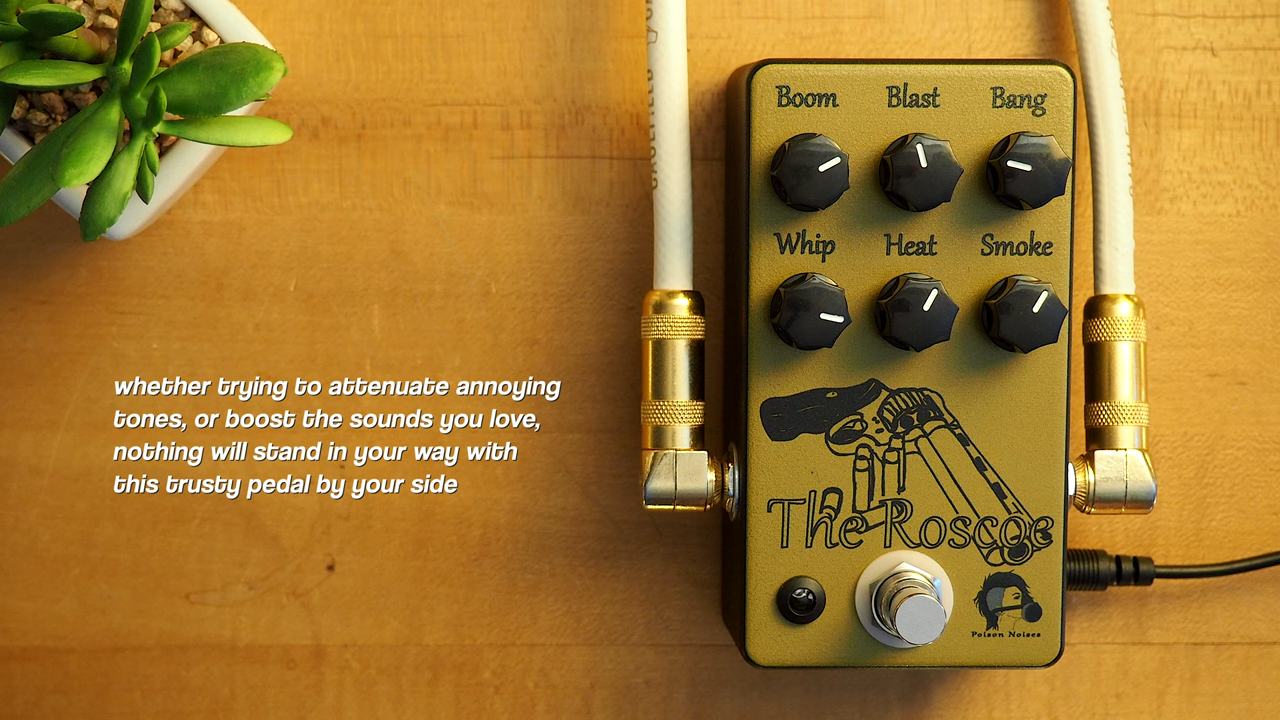 Boom Blast Bang
Whip Heat Smoke
whether trying to attenuate annoying
tones, or boost the sounds you love,
nothing will stand in your way with
this trusty pedal by your side
The Roscoe
Poison Noises